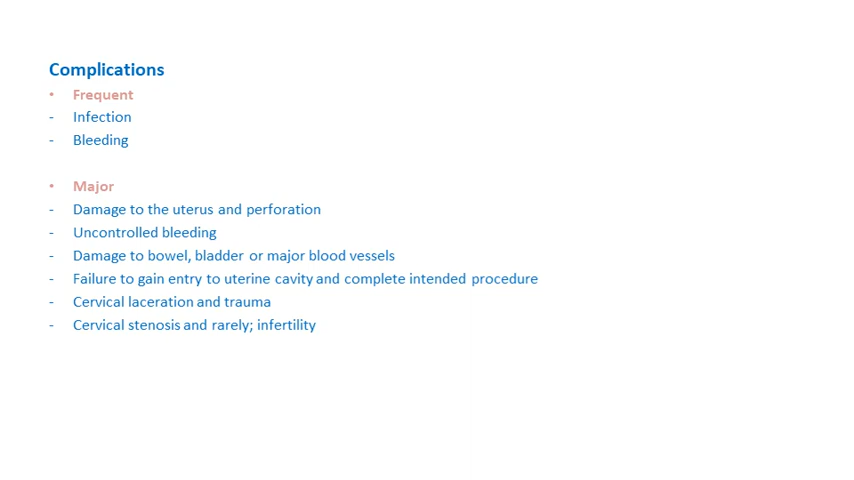 Complications
• Frequent
- Infection
- Bleeding
• Major
- Damage to the uterus and perforation
- Uncontrolled bleeding
- Damage to bowel, bladder or major blood vessels
- Failure to gain entry to uterine cavity and complete intended procedure
- Cervical laceration and trauma
- Cervical stenosis and rarely; infertility